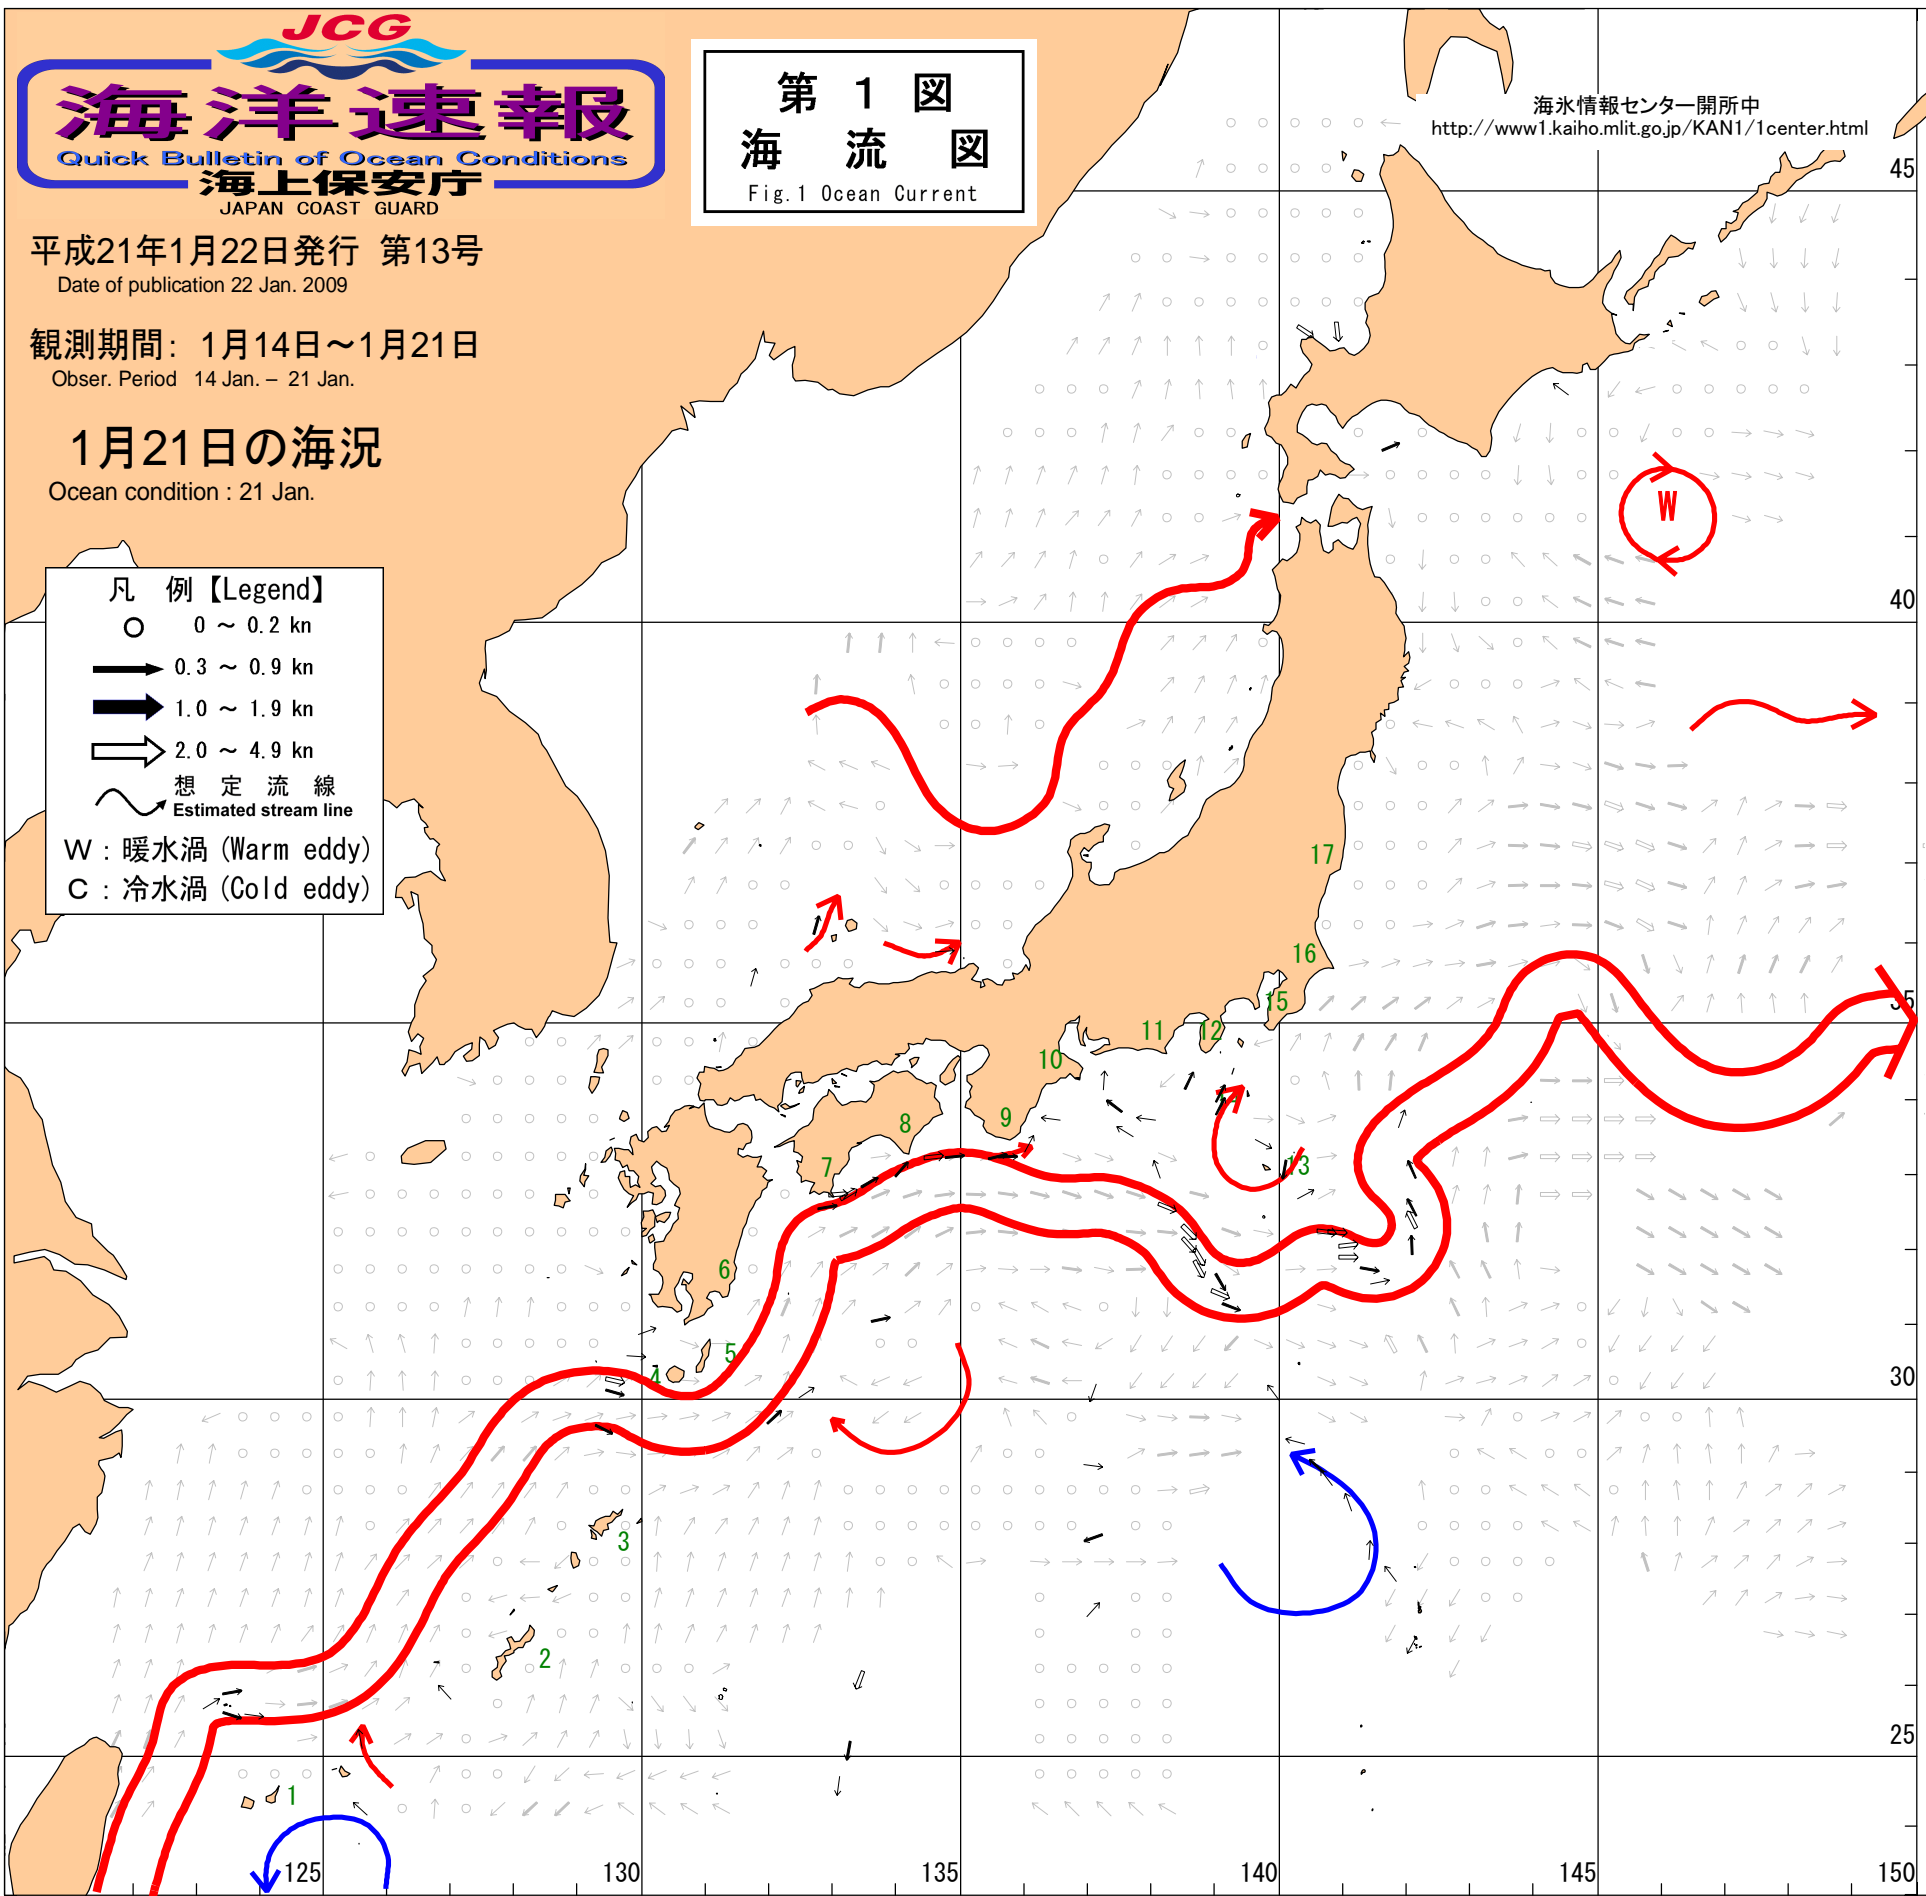 JCG
海洋速報
Quick Bulletin of Ocean Conditions
海上保安庁
JAPAN COAST GUARD
第 1 図
海 流 図
Fig.1 Ocean Current
海氷情報センター開所中
http://www1.kaiho.mlit.go.jp/KAN1/1center.html
平成21年1月22日発行 第13号
Date of publication 22 Jan. 2009
観測期間: 1月14日～1月21日
Obser. Period 14 Jan. – 21 Jan.
1月21日の海況
Ocean condition : 21 Jan.
凡 例【Legend】
0 ～ 0.2 kn
0.3 ～ 0.9 kn
1.0 ～ 1.9 kn
2.0 ～ 4.9 kn
想 定 流 線
Estimated stream line
W : 暖水渦 (Warm eddy)
C : 冷水渦 (Cold eddy)
W
45
40
35
30
25
17
16
15
12
11
10
9
8
7
13
6
5
4
3
2
1
125
130
135
140
145
150